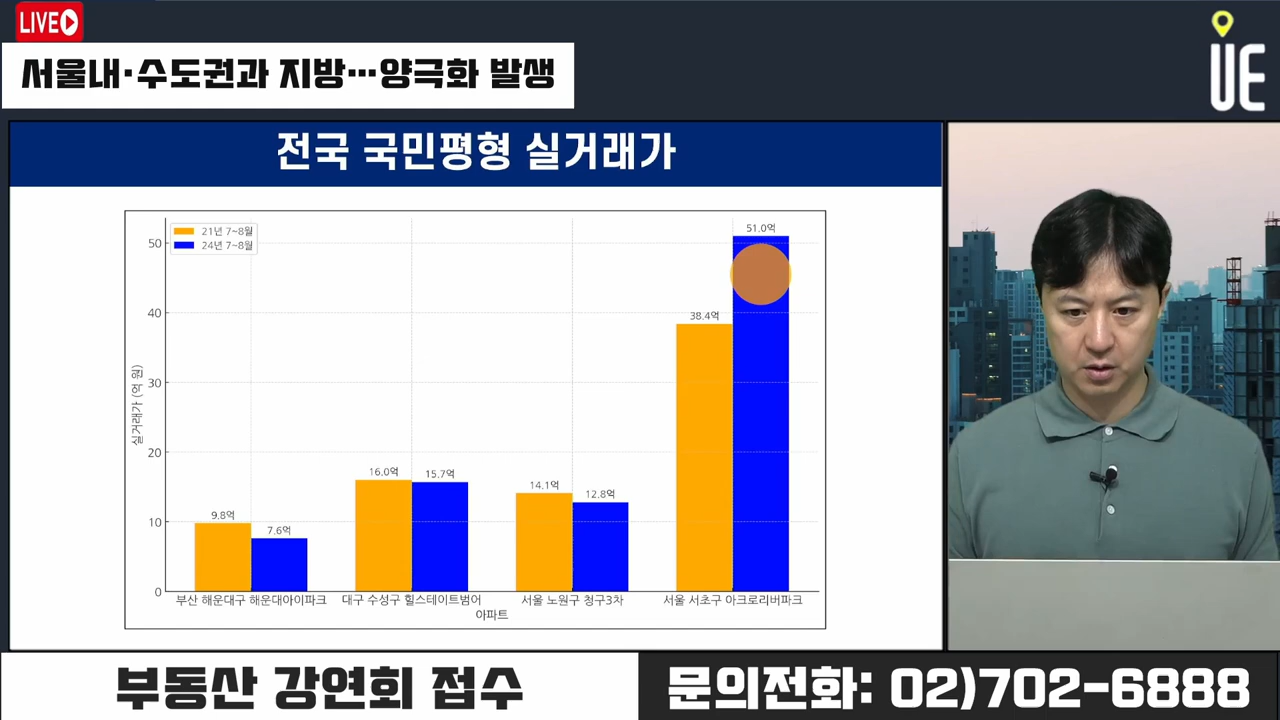 LIVE
서울내·수도권과 지방…양극화 발생
UE
전국 국민평형 실거래가
21년 7~8월
24년 7~8월
실거래가 (억 원)
50
40
30
20
10
0
9.8억
7.6억
16.0억
15.7억
14.1억
12.8억
38.4억
51.0억
부산 해운대구 해운대아이파크
대구 수성구 힐스테이트범어
서울 노원구 청구3차
서울 서초구 아크로리버파크
아파트
부동산 강연회 접수
문의전화: 02)702-6888